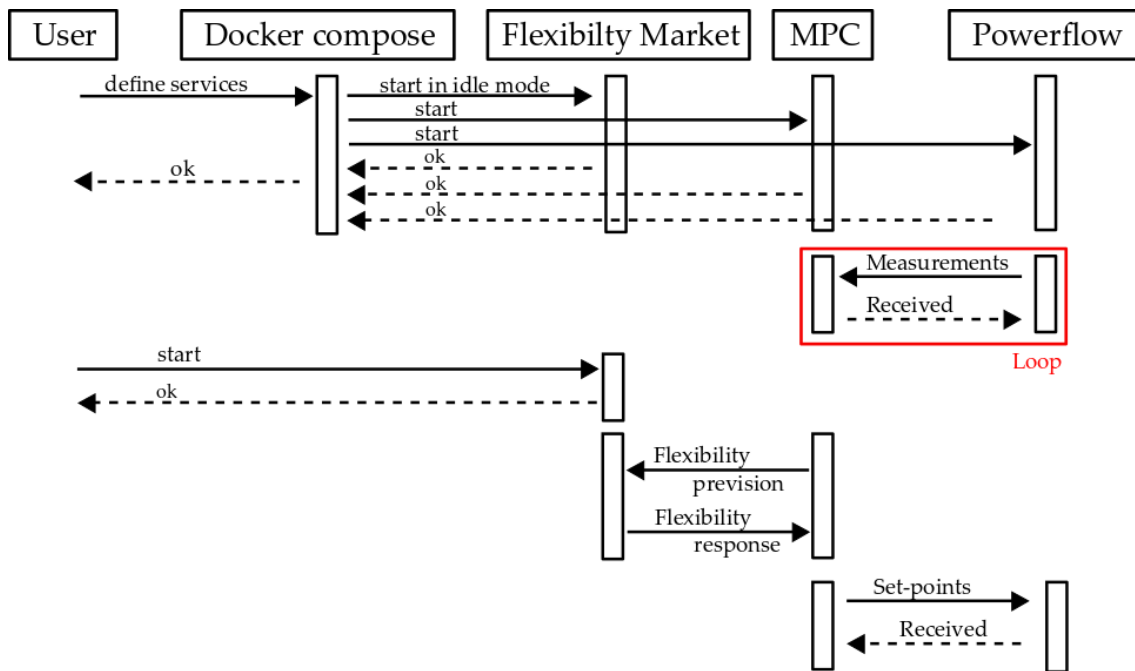 User
Docker compose
Flexibilty Market
MPC
Powerflow
define services
start in idle mode
start
start
ok
ok
ok
ok
Measurements
Received
Loop
start
ok
Flexibility
prevision
Flexibility
response
Set-points
Received